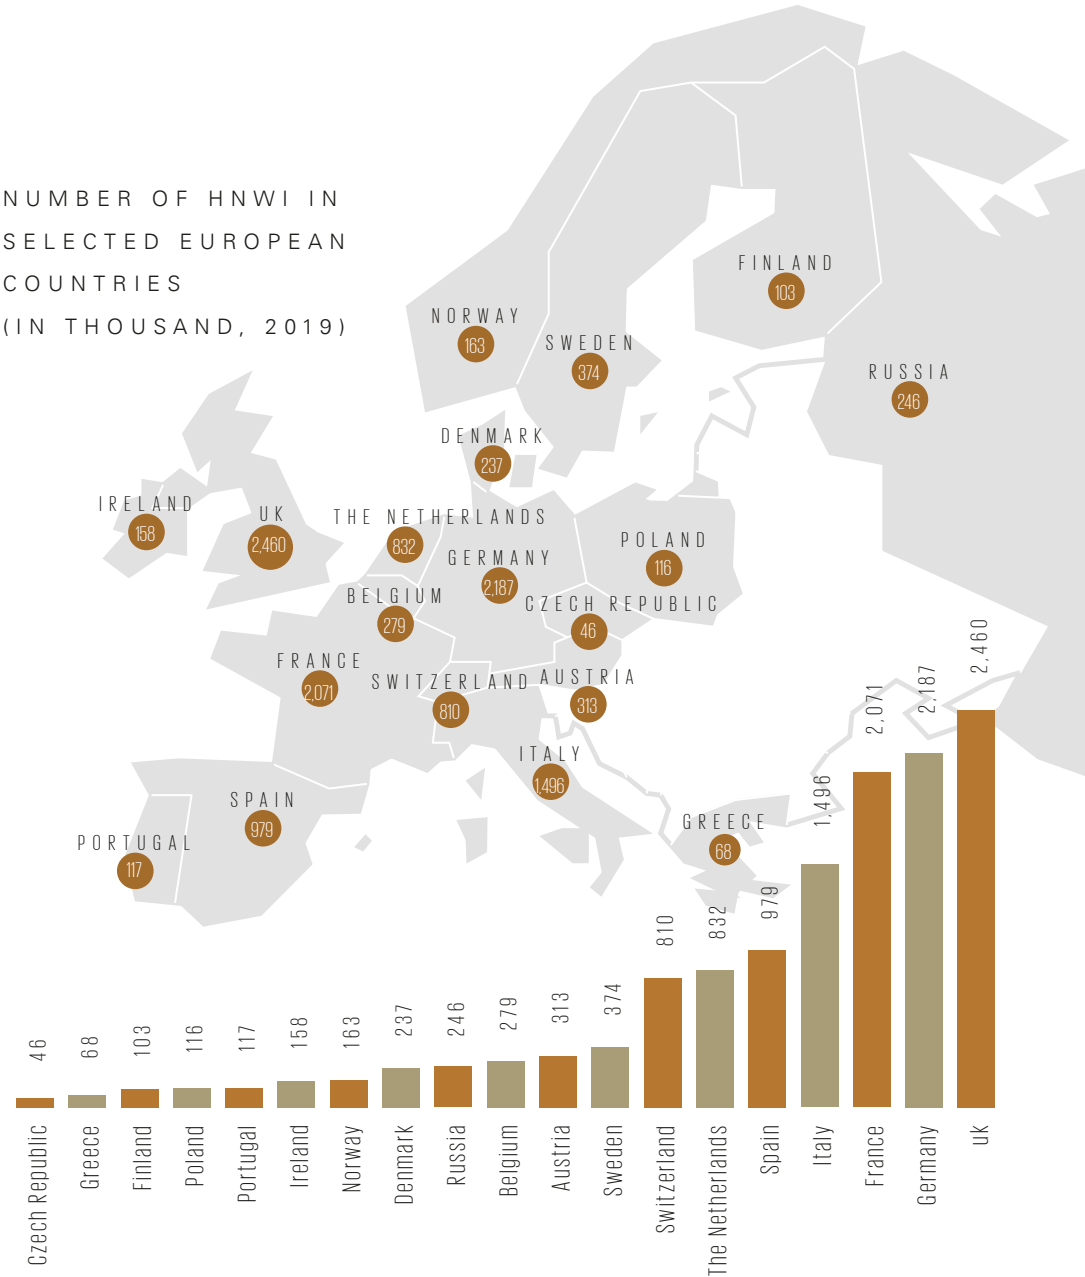 NUMBER OF HNWI IN
SELECTED EUROPEAN
COUNTRIES
(IN THOUSAND, 2019)
FINLAND
103
NORWAY
163
SWEDEN
374
RUSSIA
246
DENMARK
237
IRELAND
158
UK
2,460
THE NETHERLANDS
832
GERMANY
2,187
POLAND
116
BELGIUM
279
CZECH REPUBLIC
46
FRANCE
2,071
SWITZERLAND
810
AUSTRIA
313
ITALY
1,496
SPAIN
979
PORTUGAL
117
GREECE
68
46
68
103
116
117
158
163
237
246
279
313
374
810
832
979
1,496
2,071
2,187
2,460
Czech Republic
Greece
Finland
Poland
Portugal
Ireland
Norway
Denmark
Russia
Belgium
Austria
Sweden
Switzerland
The Netherlands
Spain
Italy
France
Germany
uk